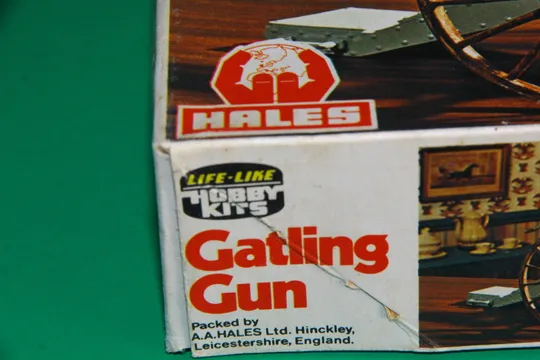 HALES
LIFE-LIKE
HOBBY
KITS
Gatling
Gun
Packed by
A.A.HALES Ltd. Hinckley,
Leicestershire, England.